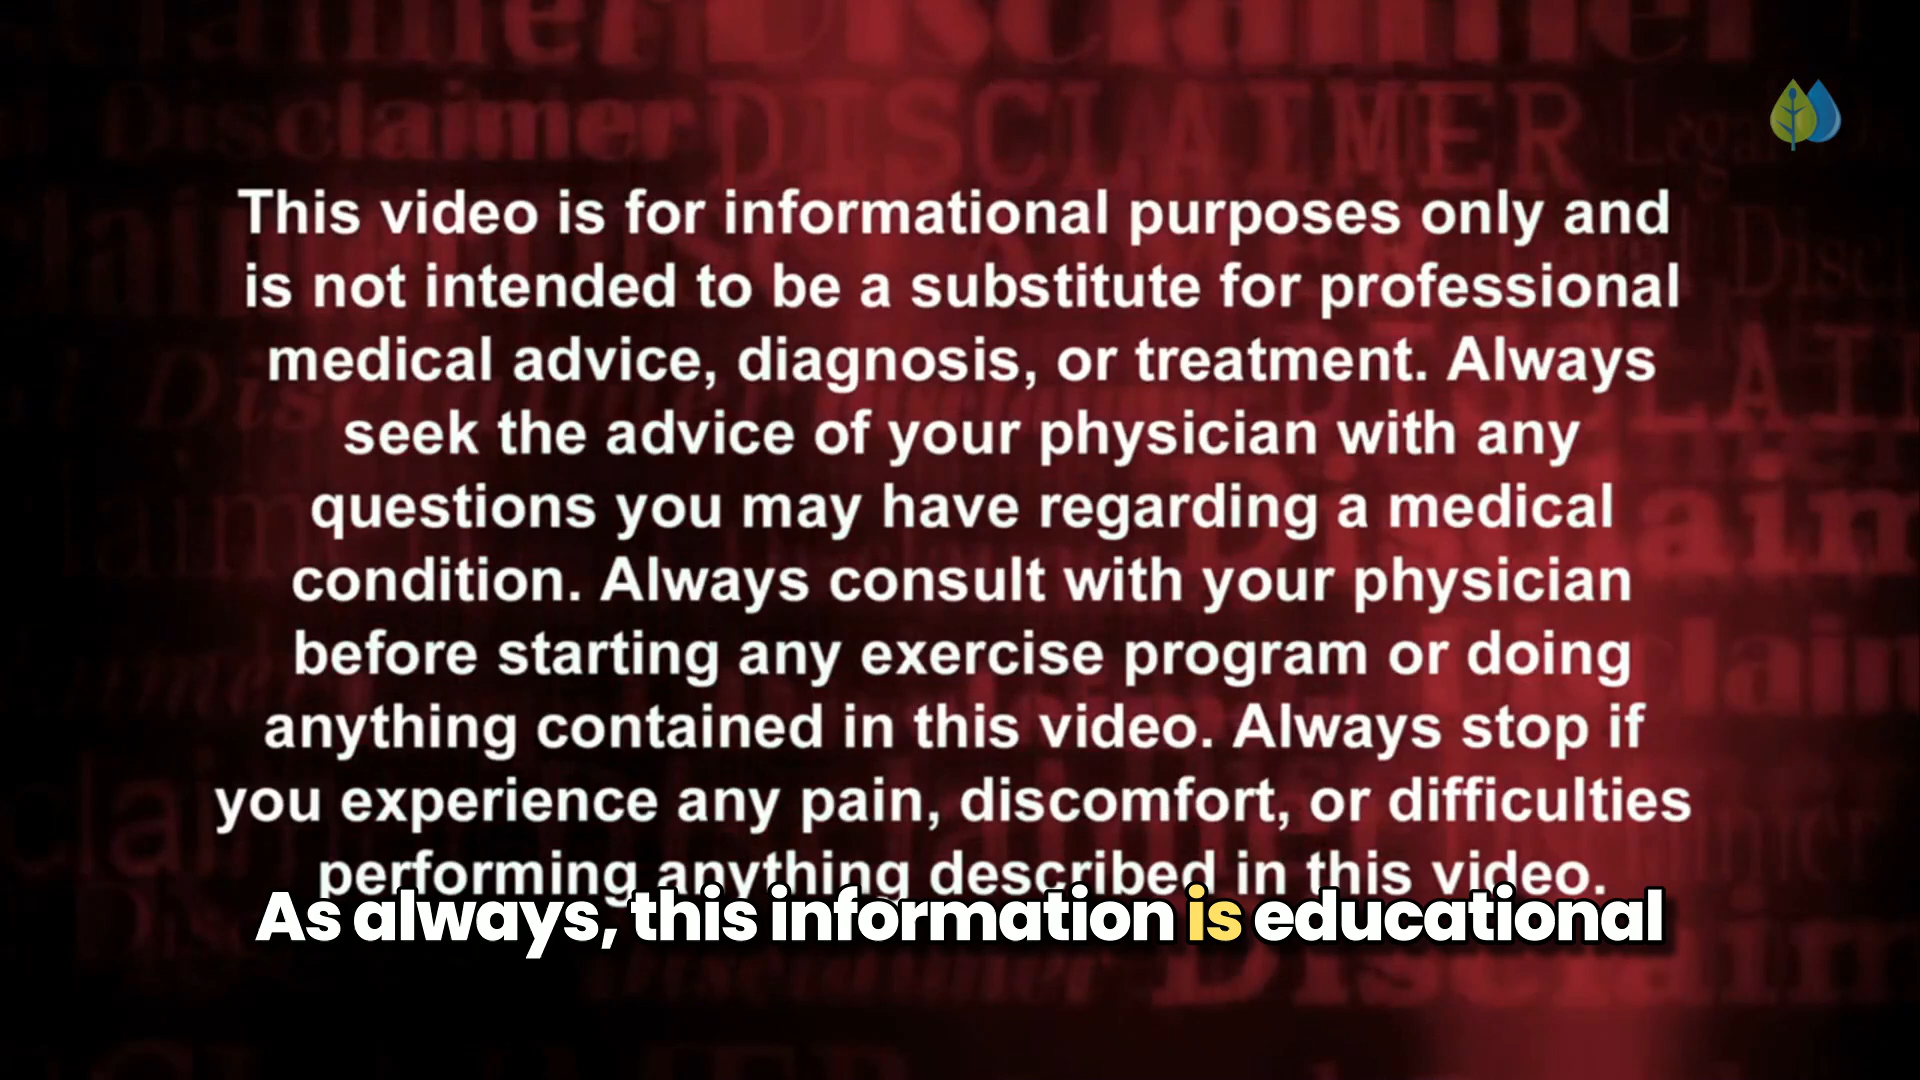 Disclaimer
Disclaimer DISCLAIMER Legal
This video is for informational purposes only and
is not intended to be a substitute for professional
medical advice, diagnosis, or treatment. Always
seek the advice of your physician with any
questions you may have regarding a medical
condition. Always consult with your physician
before starting any exercise program or doing
anything contained in this video. Always stop if
you experience any pain, discomfort, or difficulties
performing anything described in this video.
As always, this information is educational